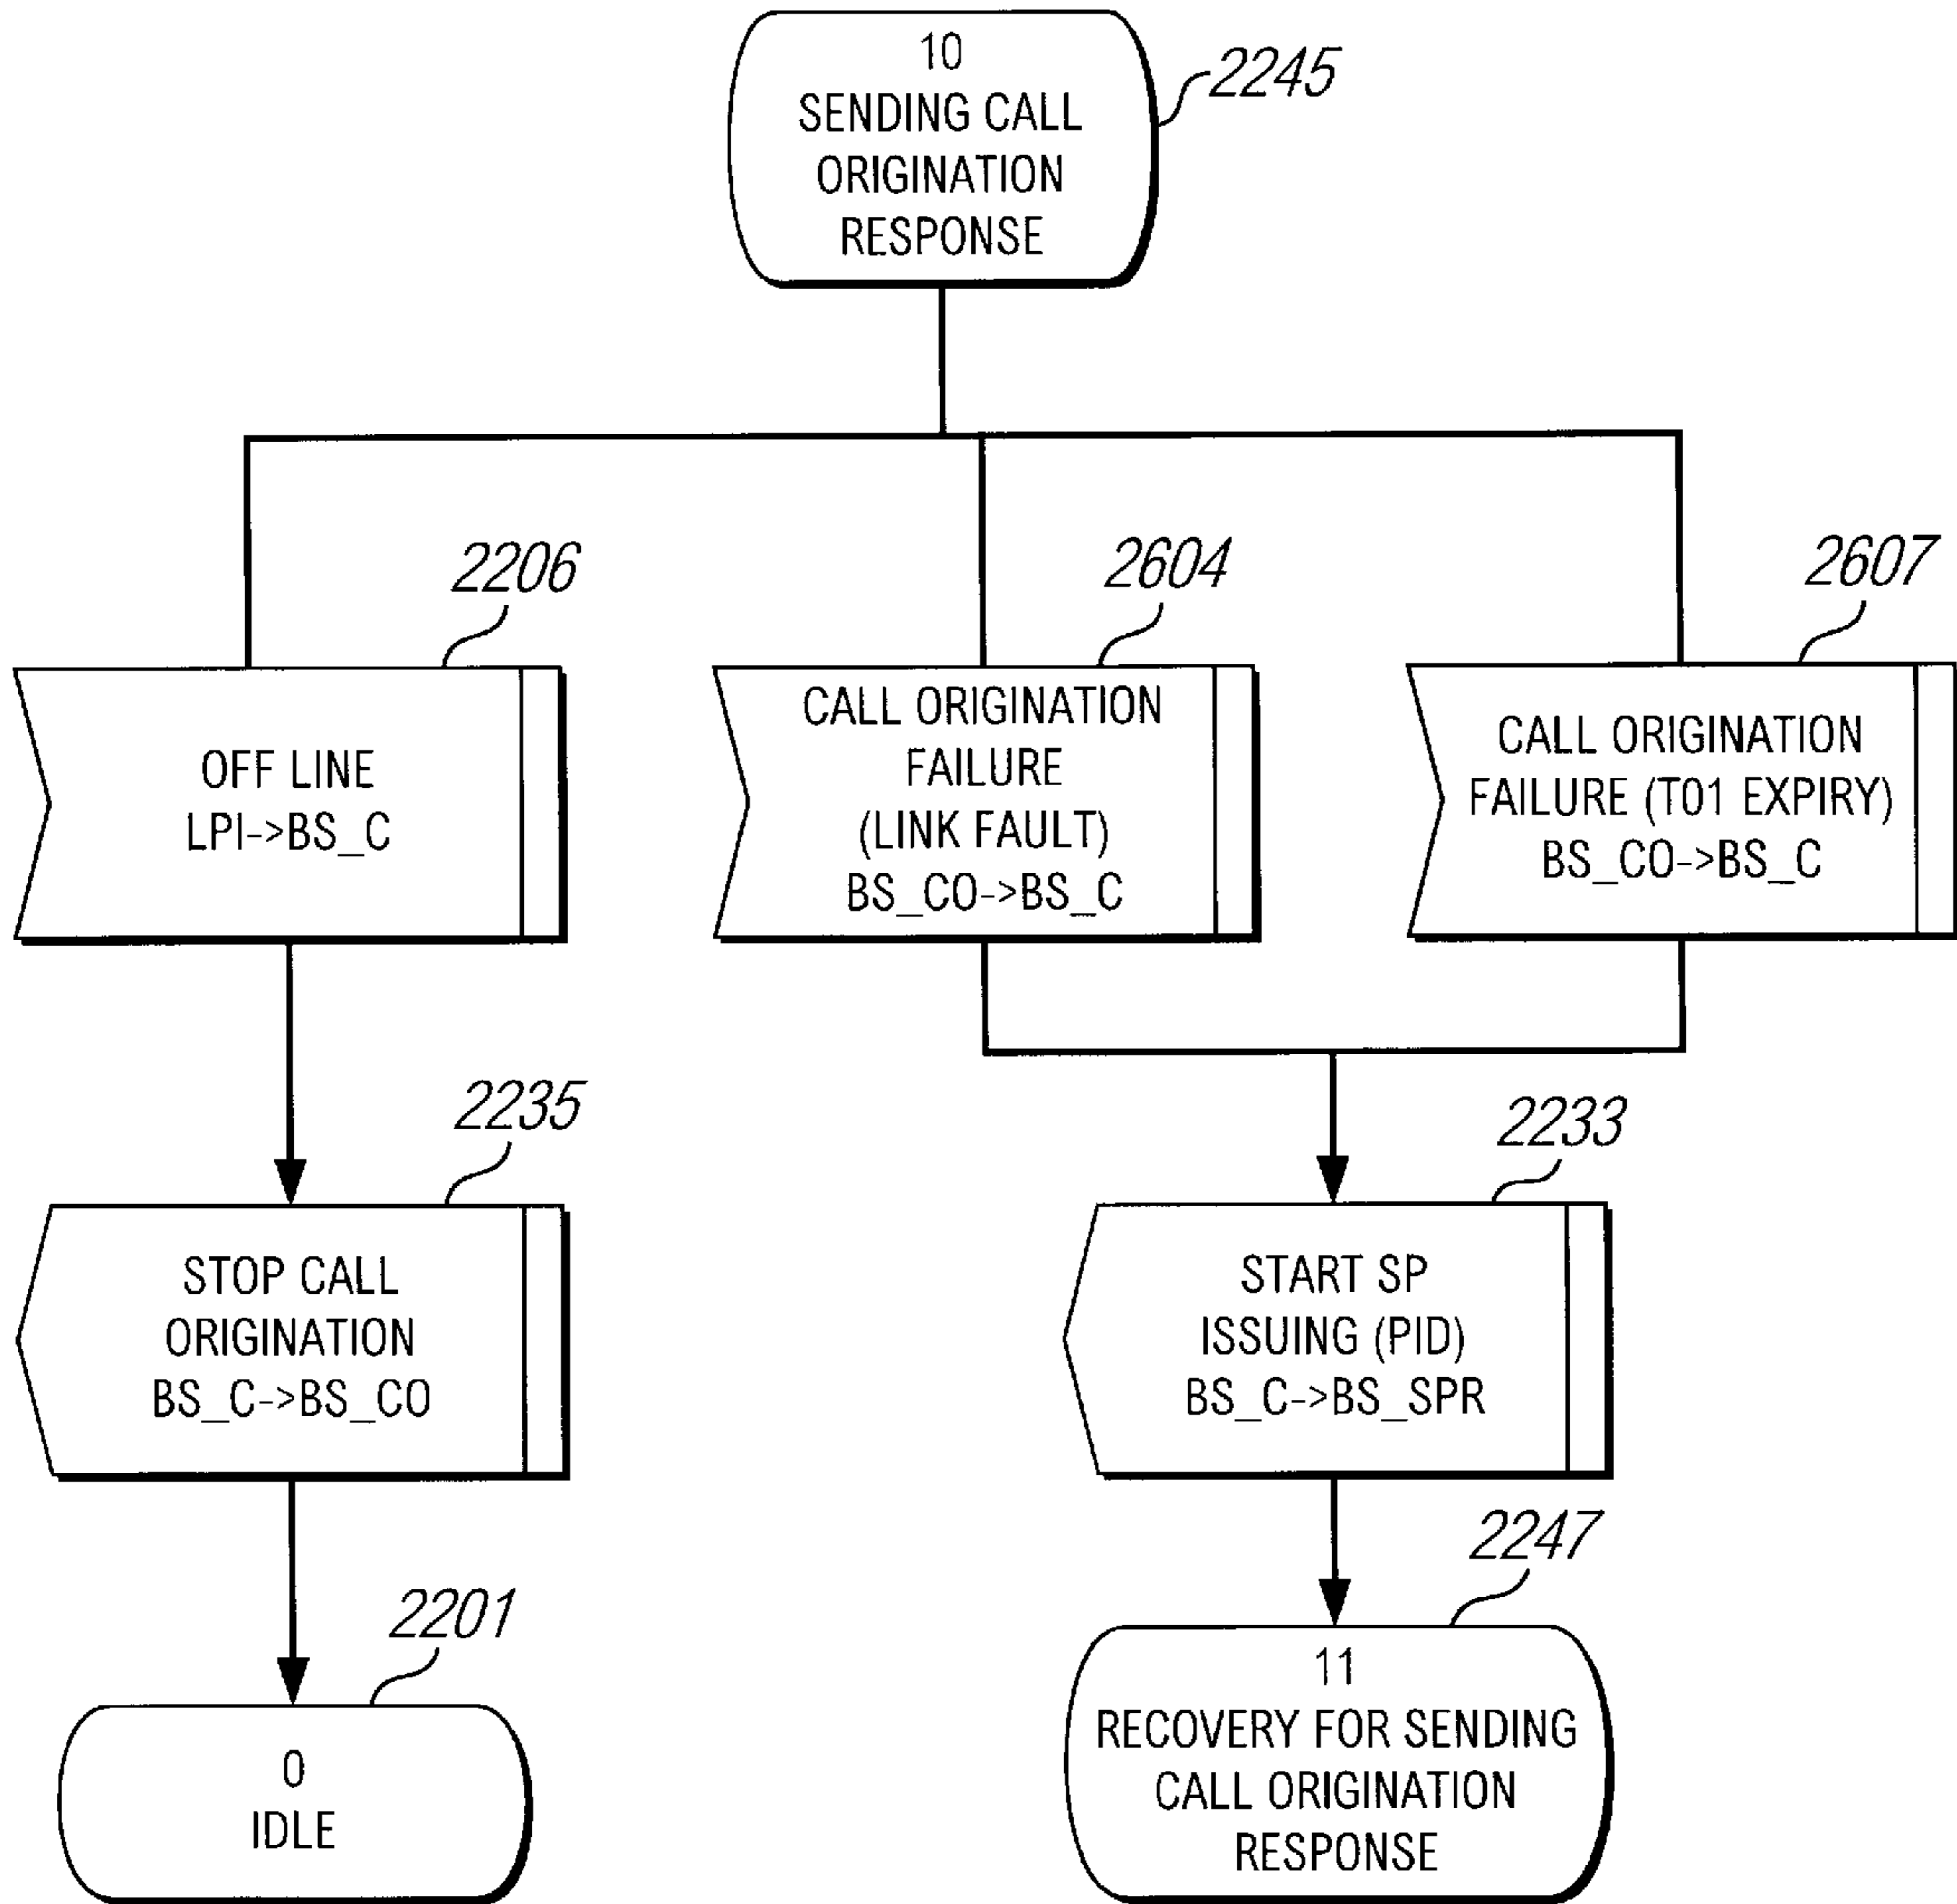 10
SENDING CALL
ORIGINATION
RESPONSE
2245
2206
OFF LINE
LPI->BS_C
2604
CALL ORIGINATION
FAILURE
(LINK FAULT)
BS_CO->BS_C
2607
CALL ORIGINATION
FAILURE (T01 EXPIRY)
BS_CO->BS_C
2235
STOP CALL
ORIGINATION
BS_C->BS_CO
2233
START SP
ISSUING (PID)
BS_C->BS_SPR
2201
0
IDLE
2247
11
RECOVERY FOR SENDING
CALL ORIGINATION
RESPONSE